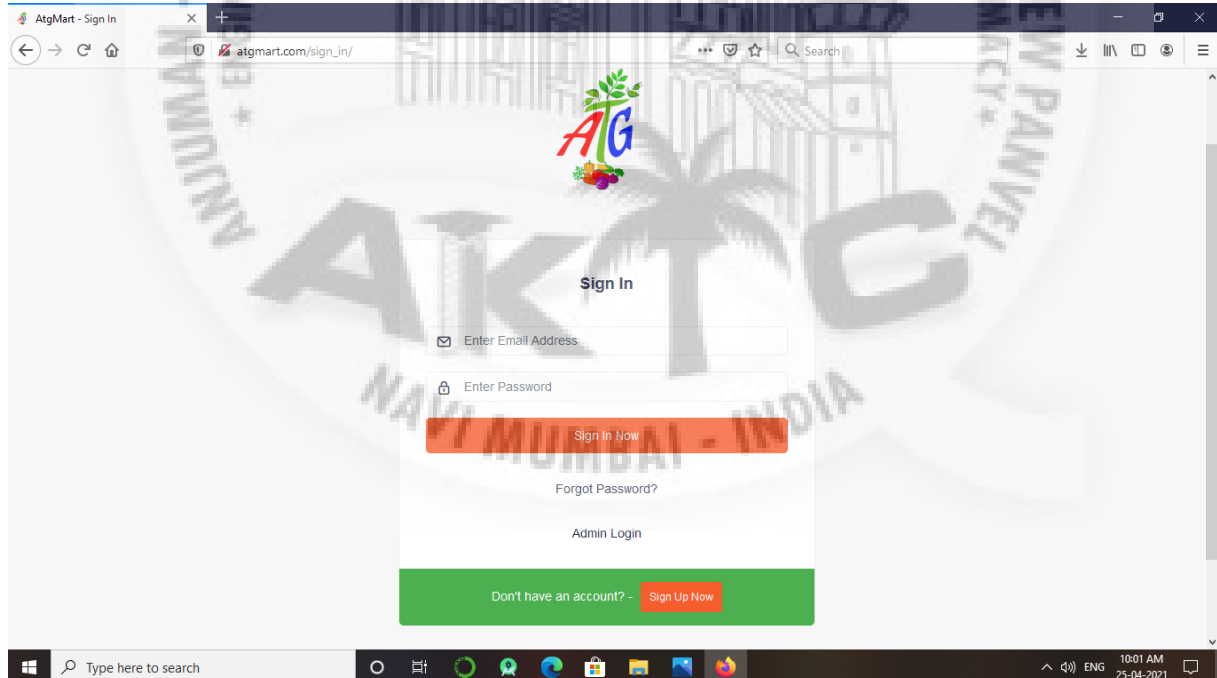 AtgMart - Sign In
atgmart.com/sign_in/
Search
ATG
Sign In
Enter Email Address
Enter Password
Sign In Now
Forgot Password?
Admin Login
Don't have an account? - Sign Up Now
AKTC
NAVI MUMBAI - INDIA
PANVEL
Type here to search
ENG
10:01 AM
25-04-2021